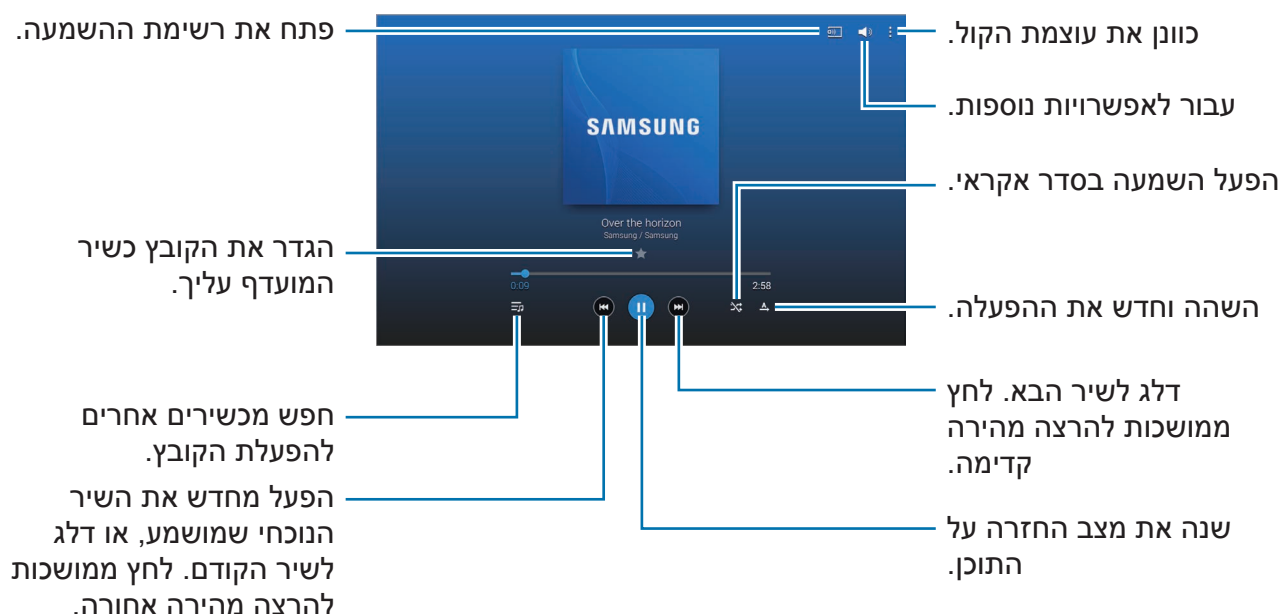 פתח את רשימת ההשמעה.
כוונן את עוצמת הקול.
עבור לאפשרויות נוספות.
הפעל השמעה בסדר אקראי.
SAMSUNG
Over the horizon
Samsung / Samsung
הגדר את הקובץ כשיר
המועדף עליך.
0:09
2:58
השהה וחדש את ההפעלה.
דלג לשיר הבא. לחץ
ממושכות להרצה מהירה
קדימה.
חפש מכשירים אחרים
להפעלת הקובץ.
הפעל מחדש את השיר
הנוכחי שמושמע, או דלג
לשיר הקודם. לחץ ממושכות
להרצה מהירה אחורה.
שנה את מצב החזרה על
התוכן.